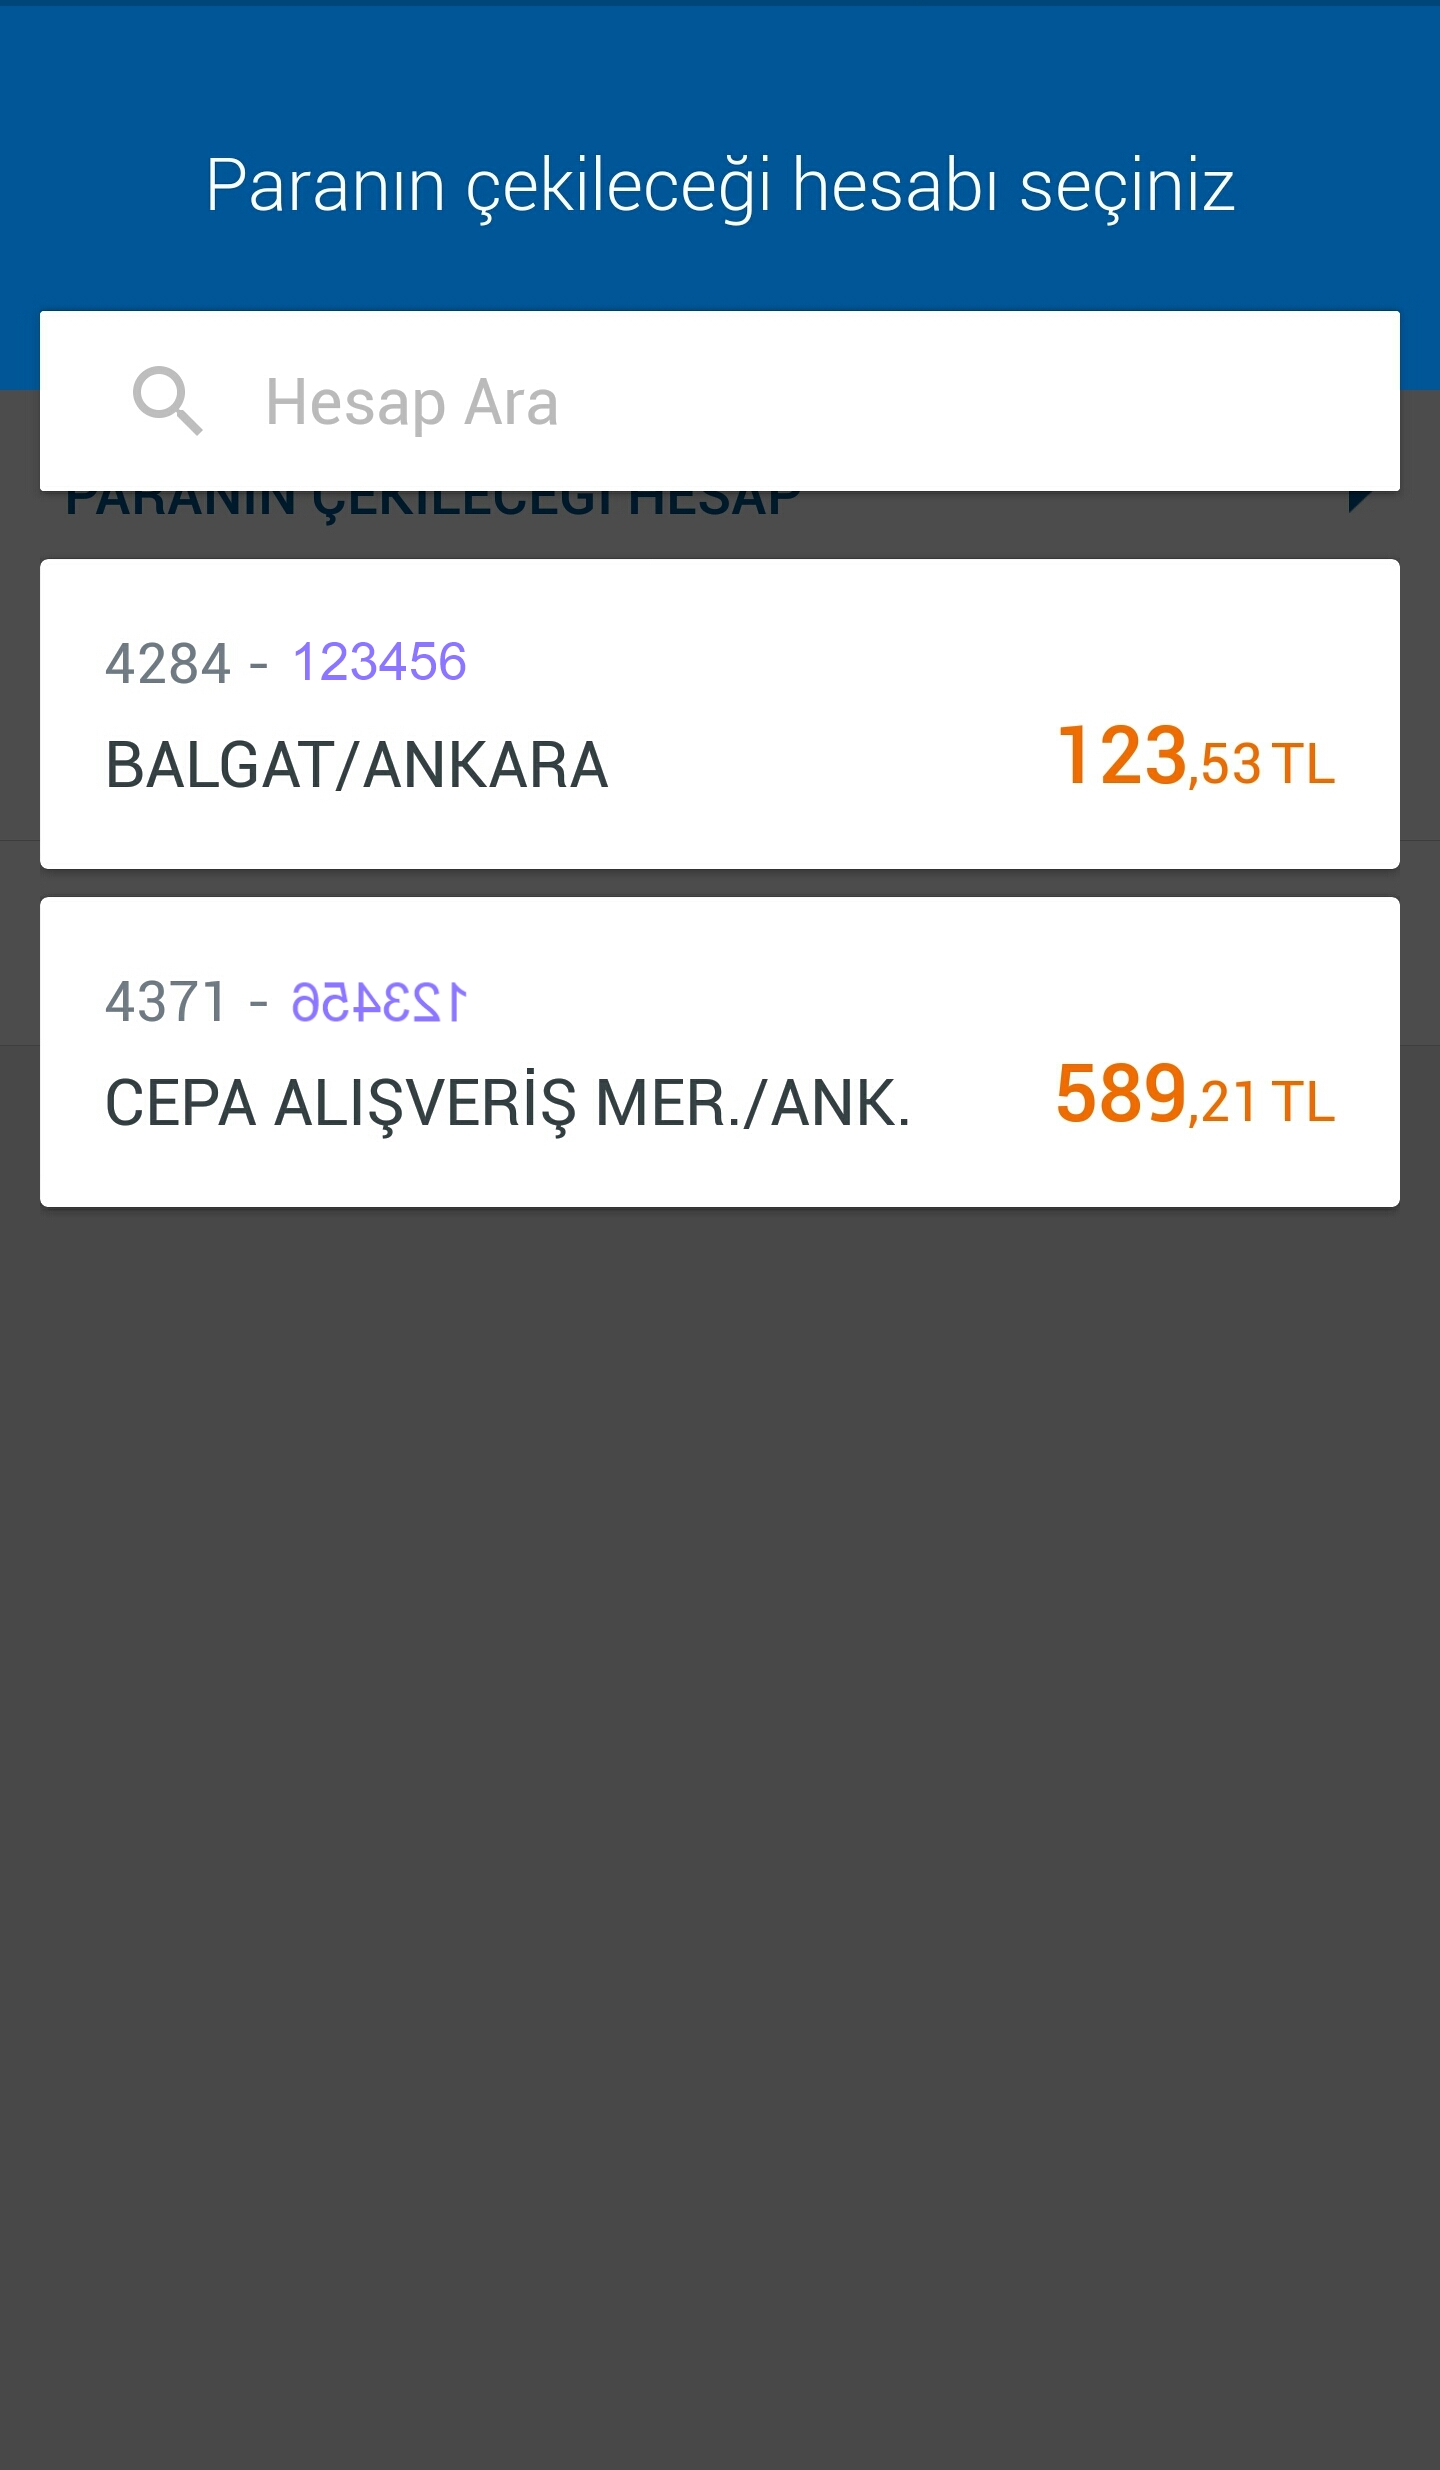 Paranın çekileceği hesabı seçiniz
Hesap Ara
PARANIN ÇEKİLECEĞİ HESAP
4284 - 123456
BALGAT/ANKARA
123,53 TL
4371 - 123456
CEPA ALIŞVERİŞ MER./ANK.
589,21 TL